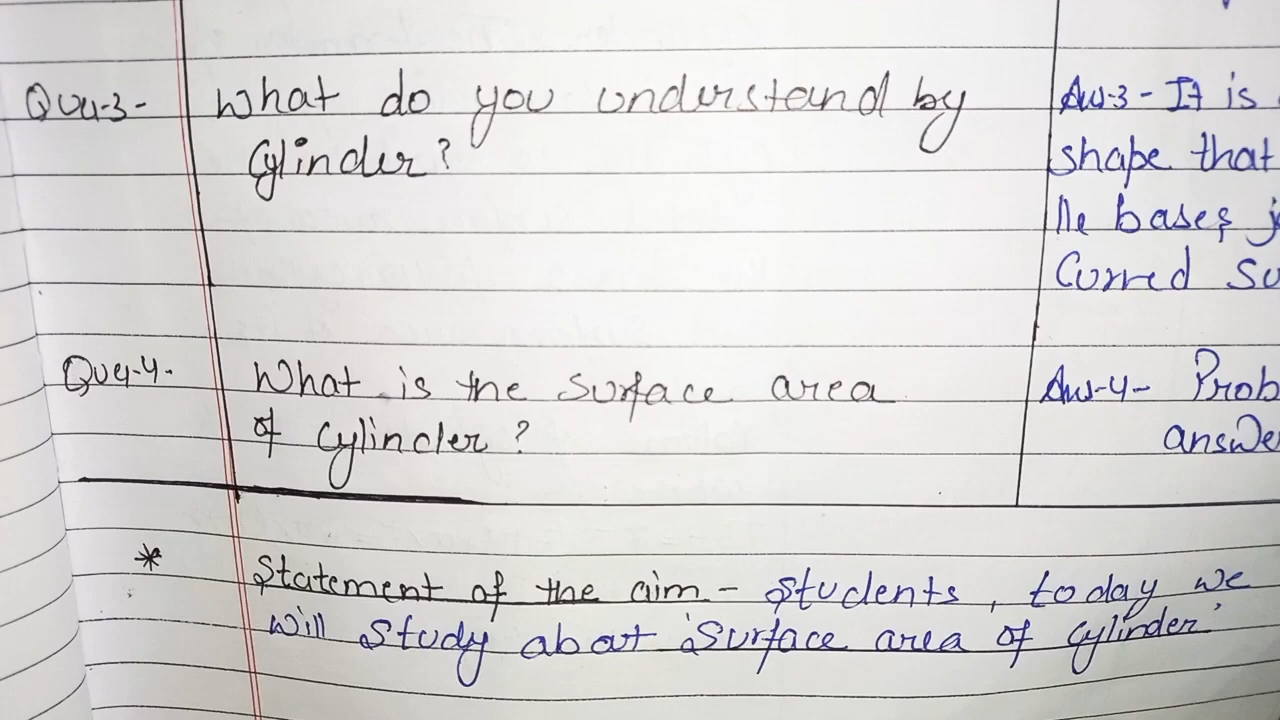 Que-3- What do you understand by Ans-3- It is
Cylinder? shape that
bases
Curved Su
Que-4- What is the Surface area Ans-4- Prob
of Cylinder? answe
* Statement of the aim - Students, today we
will study about 'Surface area of Cylinder'